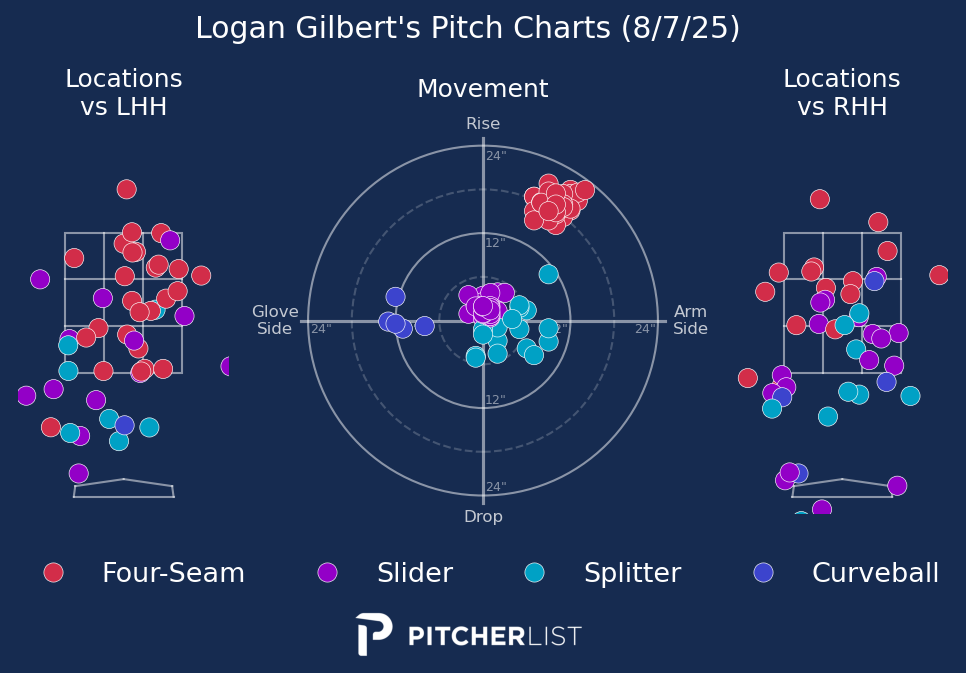 Logan Gilbert's Pitch Charts (8/7/25)
Locations
vs LHH
Movement
Locations
vs RHH
Rise
24"
12"
Glove
Side
24"
2"
24"
Arm
Side
12"
24"
Drop
Four-Seam
Slider
Splitter
Curveball
PITCHERLIST